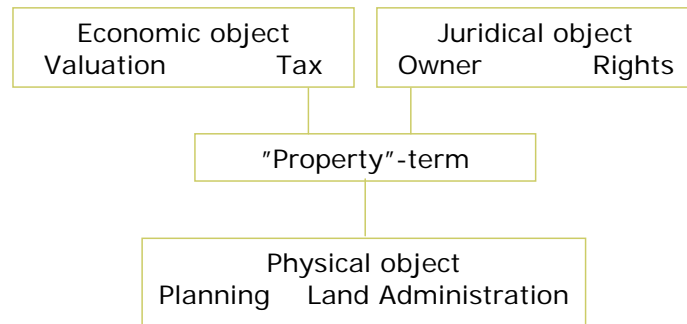 Economic object
Valuation Tax
Juridical object
Owner Rights
"Property"-term
Physical object
Planning Land Administration